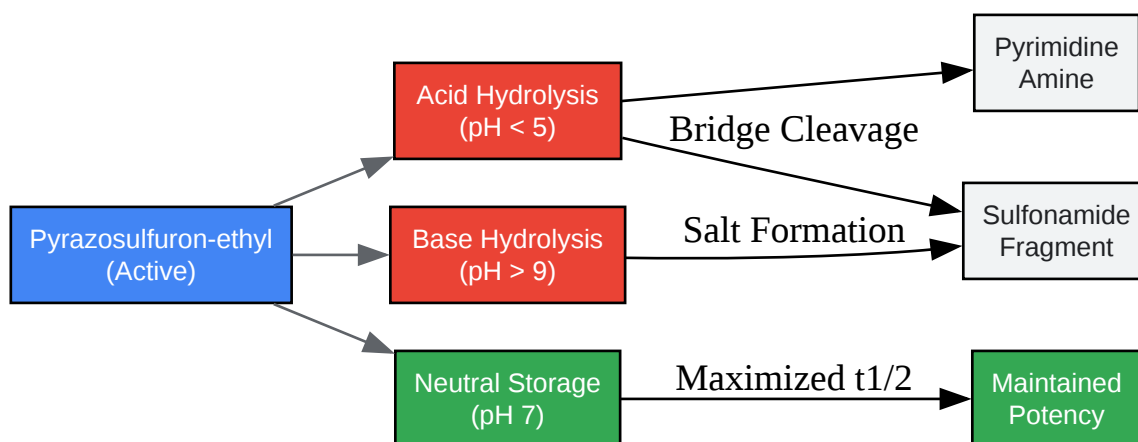 Pyrazosulfuron-ethyl
(Active)
Acid Hydrolysis
(pH < 5)
Base Hydrolysis
(pH > 9)
Neutral Storage
(pH 7)
Bridge Cleavage
Salt Formation
Maximized t1/2
Pyrimidine
Amine
Sulfonamide
Fragment
Maintained
Potency